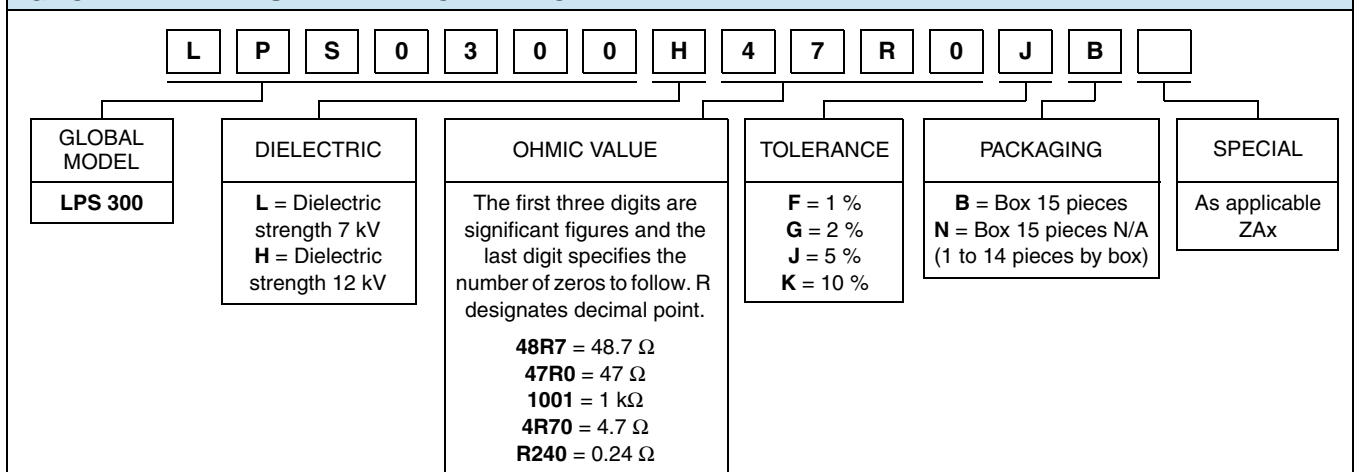 L P S 0 3 0 0 H 4 7 R 0 J B
GLOBAL
MODEL
LPS 300
DIELECTRIC
L = Dielectric
strength 7 kV
H = Dielectric
strength 12 kV
OHMIC VALUE
The first three digits are
significant figures and the
last digit specifies the
number of zeros to follow. R
designates decimal point.
48R7 = 48.7 Ω
47R0 = 47 Ω
1001 = 1 kΩ
4R70 = 4.7 Ω
R240 = 0.24 Ω
TOLERANCE
F = 1 %
G = 2 %
J = 5 %
K = 10 %
PACKAGING
B = Box 15 pieces
N = Box 15 pieces N/A
(1 to 14 pieces by box)
SPECIAL
As applicable
ZAx